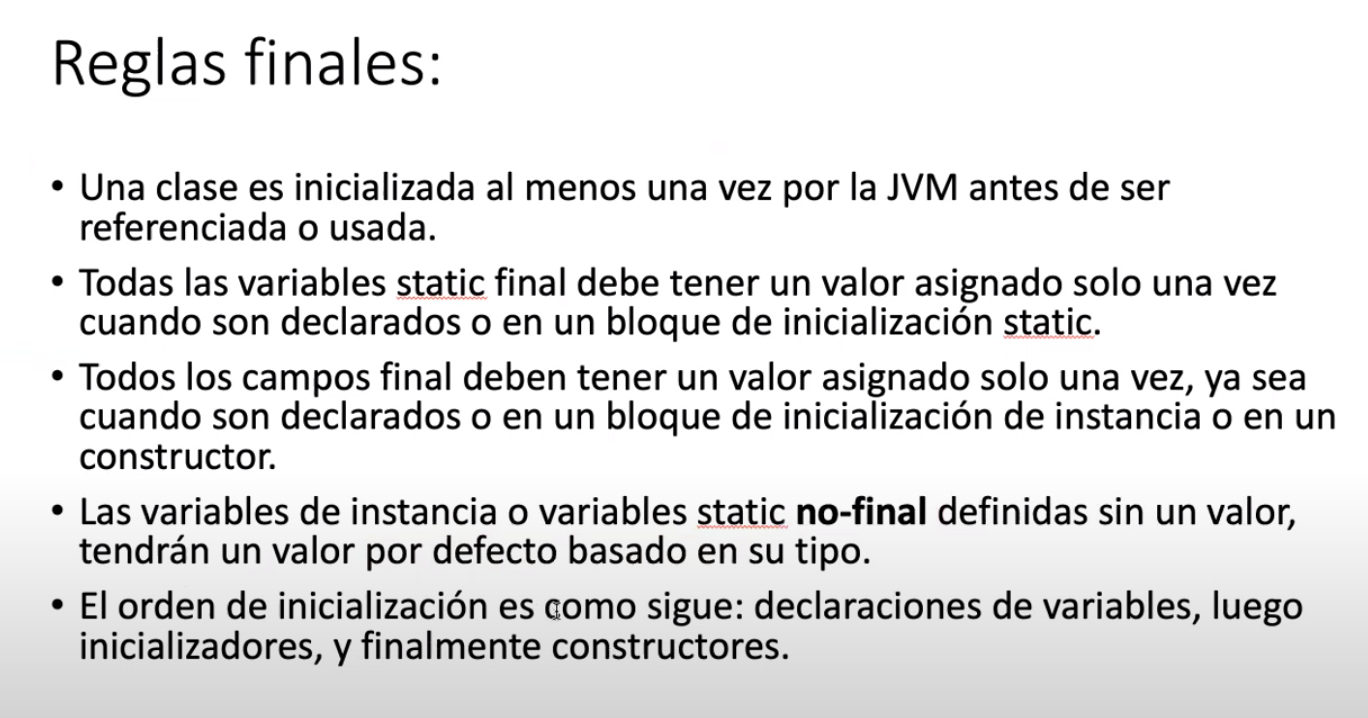 Reglas finales:
• Una clase es inicializada al menos una vez por la JVM antes de ser
referenciada o usada.
• Todas las variables static final debe tener un valor asignado solo una vez
cuando son declarados o en un bloque de inicialización static.
• Todos los campos final deben tener un valor asignado solo una vez, ya sea
cuando son declarados o en un bloque de inicialización de instancia o en un
constructor.
• Las variables de instancia o variables static no-final definidas sin un valor,
tendrán un valor por defecto basado en su tipo.
• El orden de inicialización es como sigue: declaraciones de variables, luego
inicializadores, y finalmente constructores.